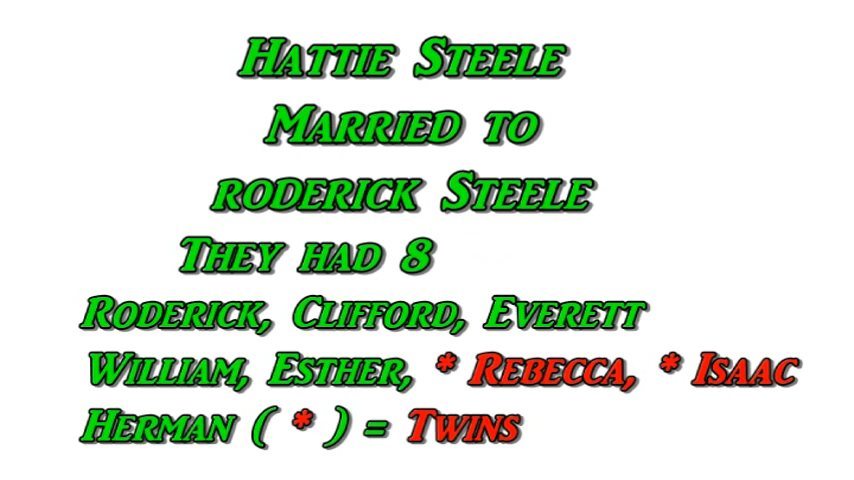 Hattie Steele
Married to
roderick Steele
They had 8
Roderick, Clifford, Everett
William, Esther, * Rebecca, * Isaac
Herman ( * ) = Twins